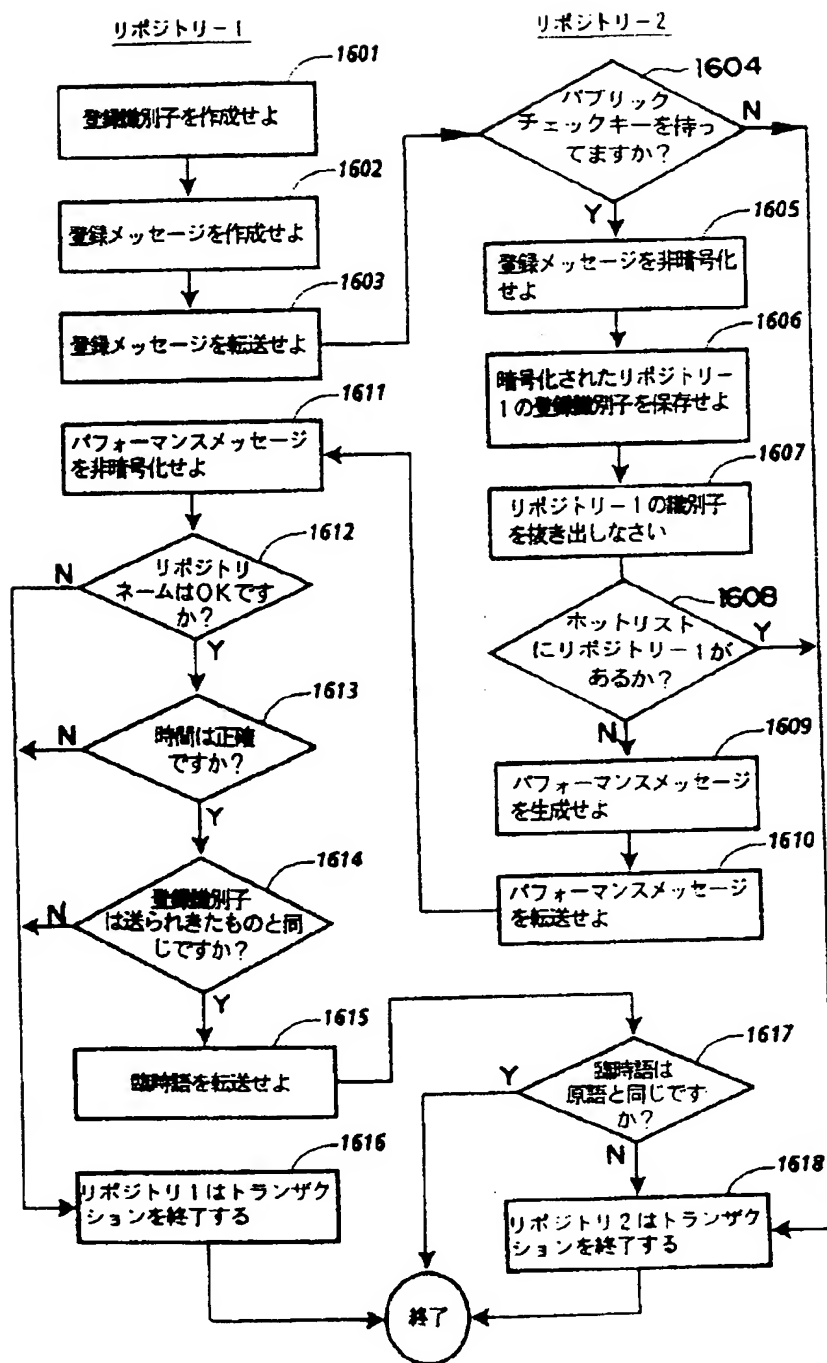 リポジトリー1
1601
登録識別子を作成せよ
1602
登録メッセージを作成せよ
1603
登録メッセージを転送せよ
1611
パフォーマンスメッセージ
を非暗号化せよ
1612
リポジトリ
ネームはOKです
か?
N
Y
1613
時間は正確
ですか?
N
Y
1614
登録識別子
は送られきたものと同
じですか?
N
Y
1615
臨時語を転送せよ
1616
リポジトリ1はトランザク
ションを終了する
リポジトリー2
1604
パブリック
チェックキーを待っ
てますか?
N
Y
1605
登録メッセージを非暗号化
せよ
1606
暗号化されたリポジトリー
1の登録識別子を保存せよ
1607
リポジトリー1の識別子
を抜き出しなさい
1608
ホットリスト
にリポジトリー1が
あるか?
Y
N
1609
パフォーマンスメッセージ
を生成せよ
1610
パフォーマンスメッセージ
を転送せよ
1617
臨時語は
原語と同じです
か?
Y
N
1618
リポジトリ2はトランザク
ションを終了する
終了